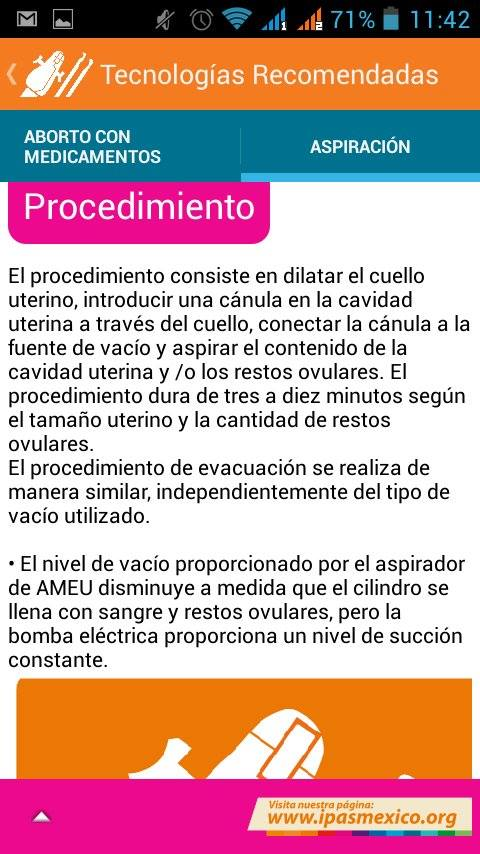 71% 11:42
Tecnologías Recomendadas
ABORTO CON
MEDICAMENTOS
ASPIRACIÓN
Procedimiento
El procedimiento consiste en dilatar el cuello
uterino, introducir una cánula en la cavidad
uterina a través del cuello, conectar la cánula a la
fuente de vacío y aspirar el contenido de la
cavidad uterina y /o los restos ovulares. El
procedimiento dura de tres a diez minutos según
el tamaño uterino y la cantidad de restos
ovulares.
El procedimiento de evacuación se realiza de
manera similar, independientemente del tipo de
vacío utilizado.
• El nivel de vacío proporcionado por el aspirador
de AMEU disminuye a medida que el cilindro se
llena con sangre y restos ovulares, pero la
bomba eléctrica proporciona un nivel de succión
constante.
Visita nuestra página:
www.ipasmexico.org